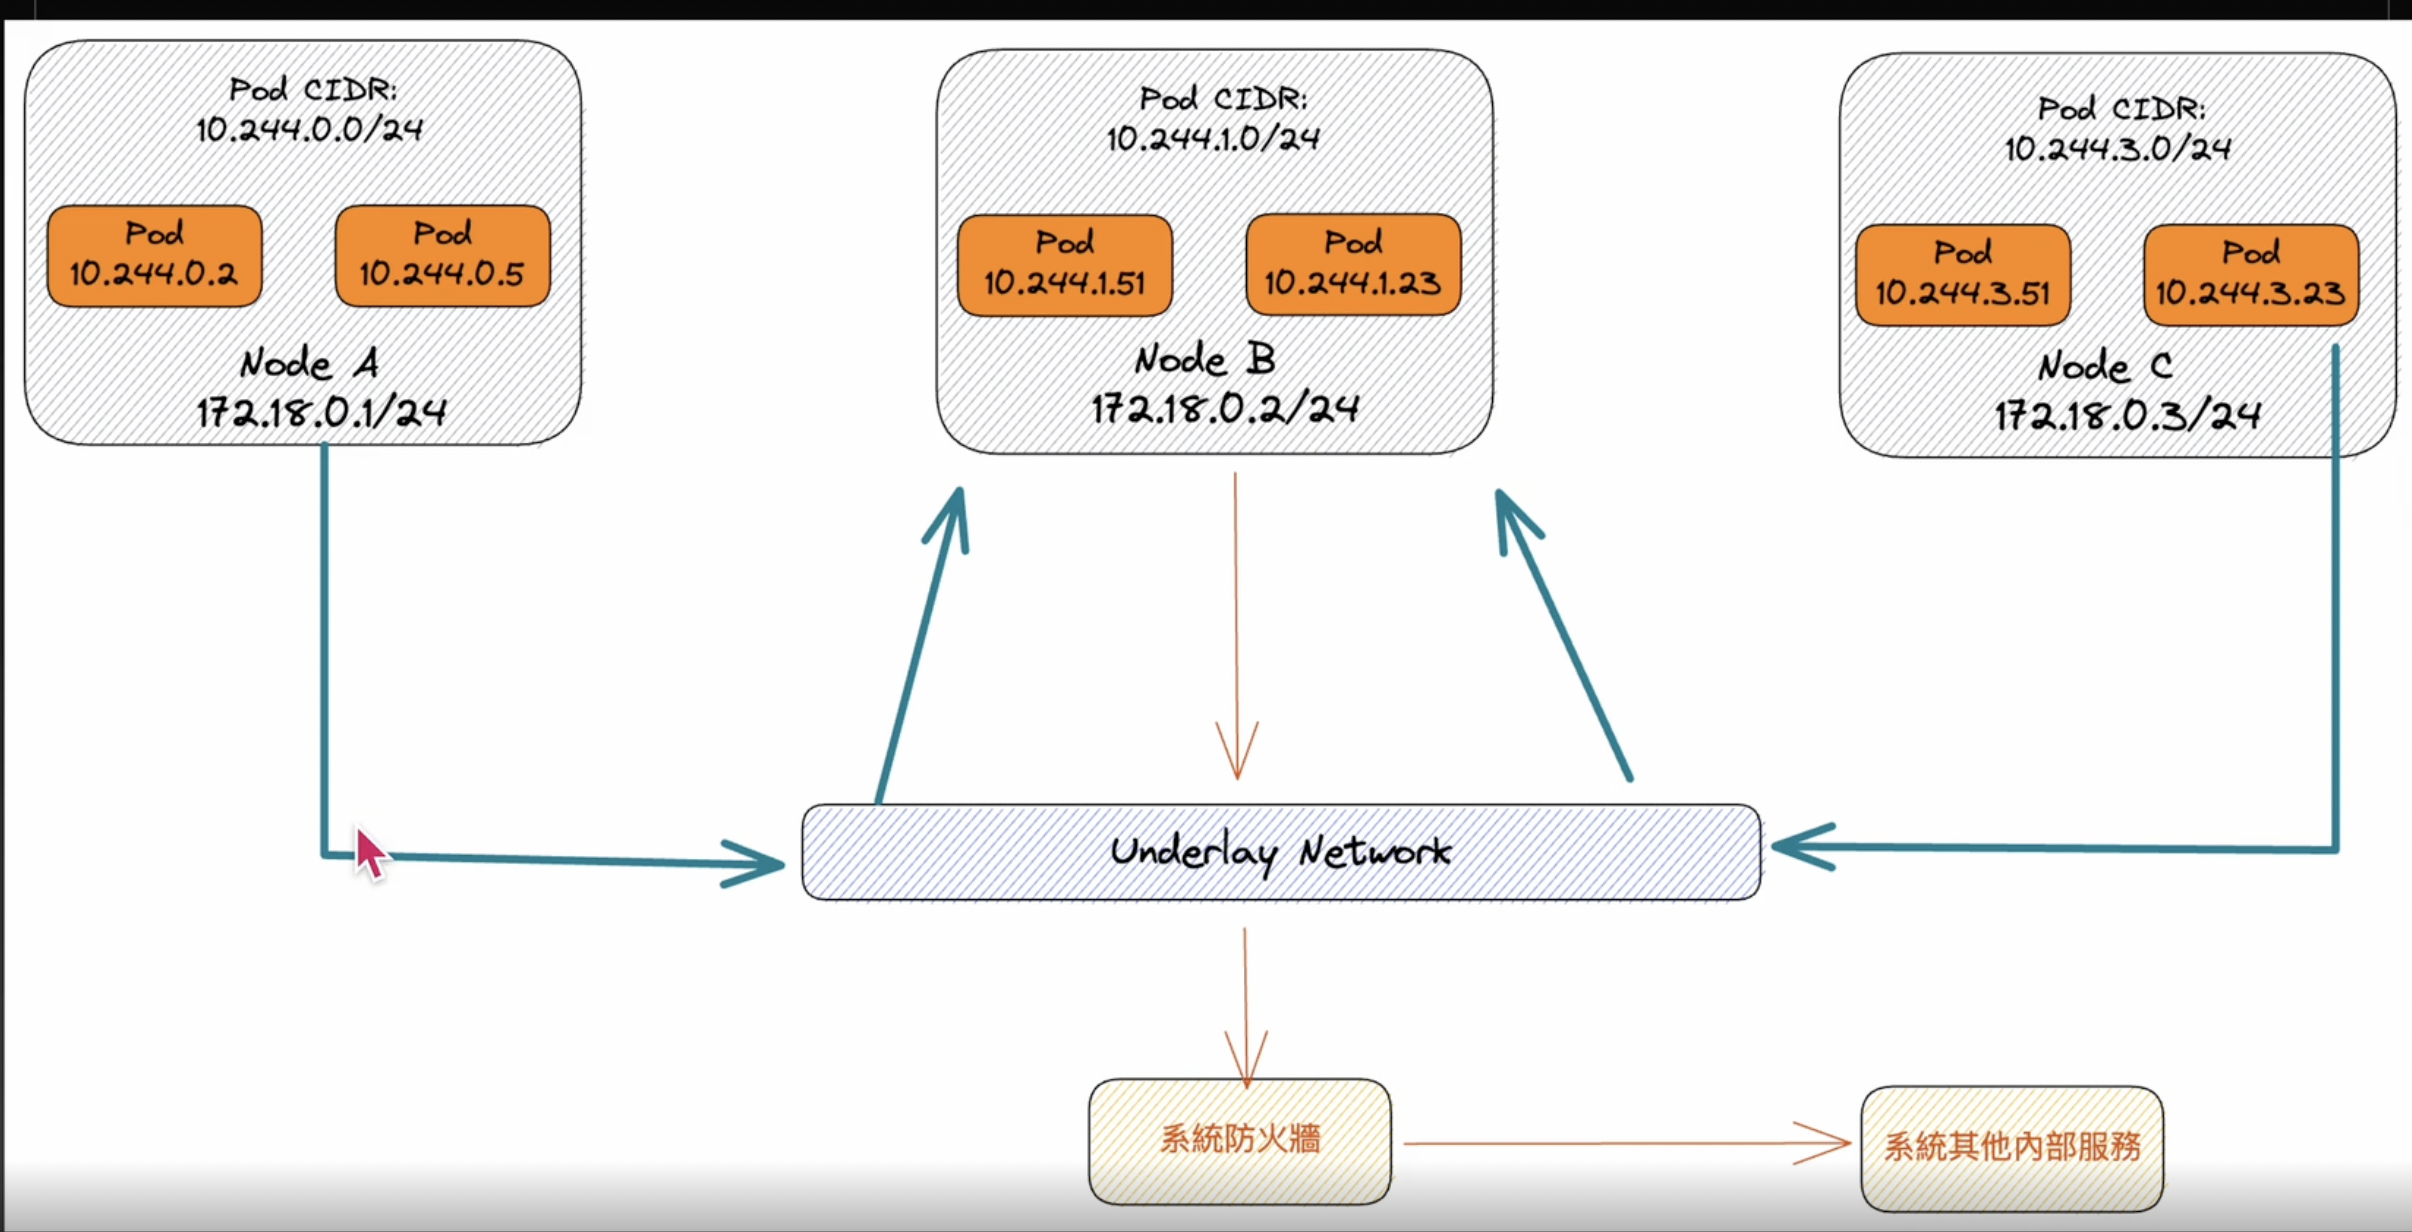 Pod CIDR:
10.244.0.0/24
Pod
10.244.0.2
Pod
10.244.0.5
Node A
172.18.0.1/24
Pod CIDR:
10.244.1.0/24
Pod
10.244.1.51
Pod
10.244.1.23
Node B
172.18.0.2/24
Pod CIDR:
10.244.3.0/24
Pod
10.244.3.51
Pod
10.244.3.23
Node C
172.18.0.3/24
Underlay Network
系統防火牆
系統其他內部服務